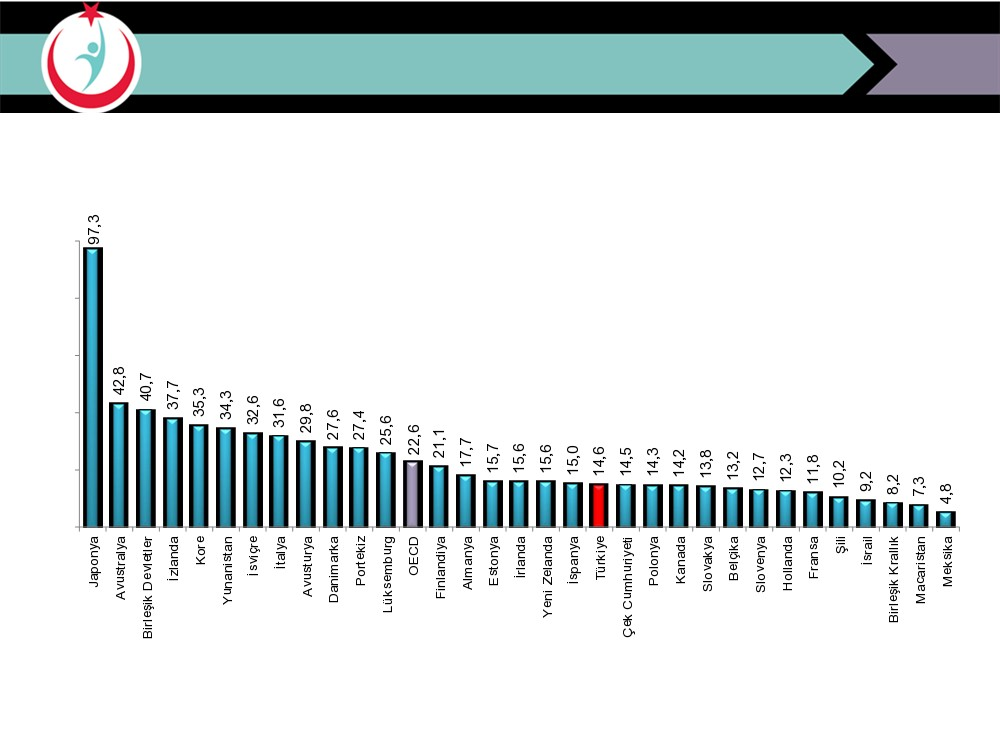 97,3
42,8
40,7
37,7
35,3
34,3
32,6
31,6
29,8
27,6
27,4
25,6
22,6
21,1
17,7
15,7
15,6
15,6
15,0
14,6
14,5
14,3
14,2
13,8
13,2
12,7
12,3
11,8
10,2
9,2
8,2
7,3
4,8
Japonya
Avustralya
Birleşik Devletler
İzlanda
Kore
Yunanistan
İsviçre
İtalya
Avusturya
Danimarka
Portekiz
Lüksemburg
OECD
Finlandiya
Almanya
Estonya
İrlanda
Yeni Zelanda
İspanya
Türkiye
Çek Cumhuriyeti
Polonya
Kanada
Slovakya
Belçika
Slovenya
Hollanda
Fransa
Şili
İsrail
Birleşik Krallık
Macaristan
Meksika